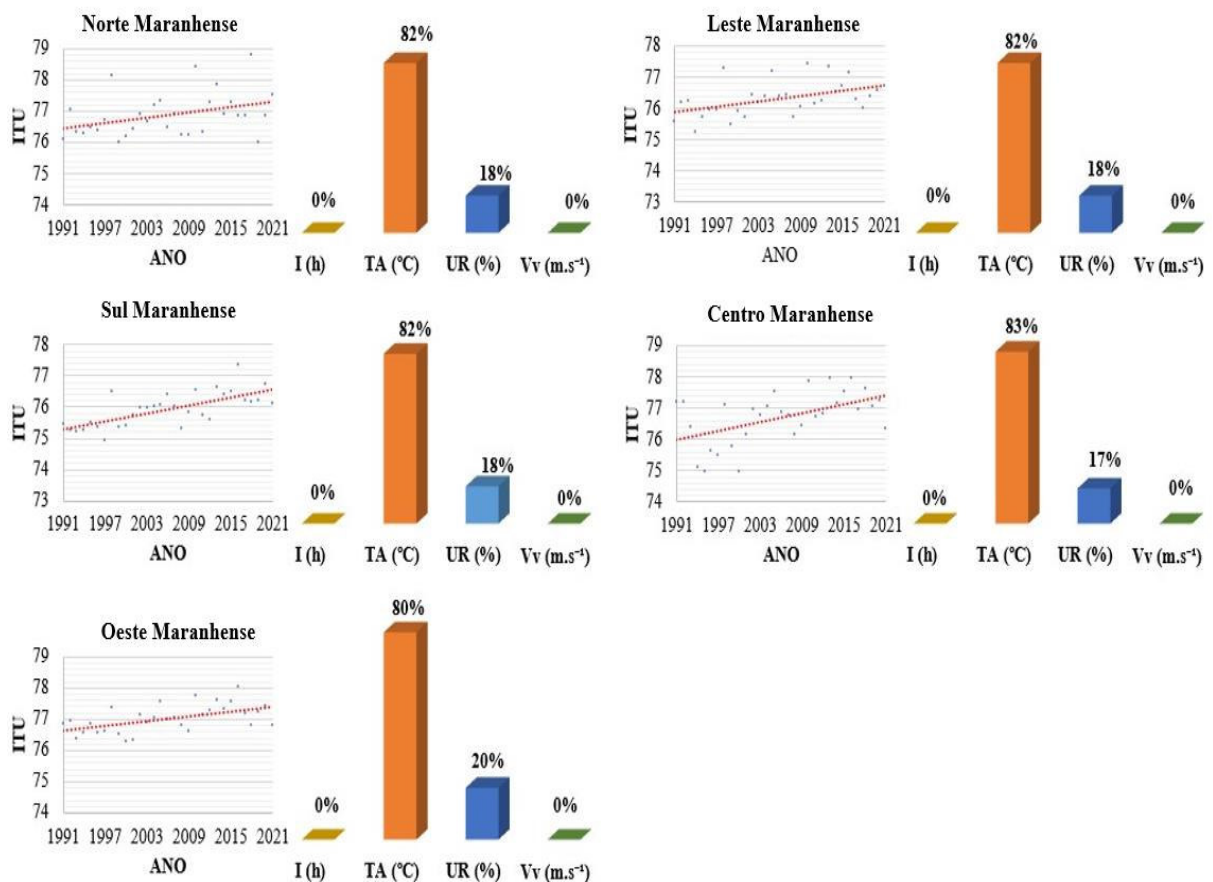 Norte Maranhense
79
78
77
76
75
74
ITU
1991 1997 2003 2009 2015 2021
ANO
0%
82%
18%
0%
I (h) TA (°C) UR (%) Vv (m.s⁻¹)
Leste Maranhense
78
77
76
75
74
73
ITU
1991 1997 2003 2009 2015 2021
ANO
0%
82%
18%
0%
I (h) TA (°C) UR (%) Vv (m.s⁻¹)
Sul Maranhense
78
77
76
75
74
73
ITU
1991 1997 2003 2009 2015 2021
ANO
0%
82%
18%
0%
I (h) TA (°C) UR (%) Vv (m.s⁻¹)
Centro Maranhense
79
78
77
76
75
74
ITU
1991 1997 2003 2009 2015 2021
ANO
0%
83%
17%
0%
I (h) TA (°C) UR (%) Vv (m.s⁻¹)
Oeste Maranhense
79
78
77
76
75
74
ITU
1991 1997 2003 2009 2015 2021
ANO
0%
80%
20%
0%
I (h) TA (°C) UR (%) Vv (m.s⁻¹)